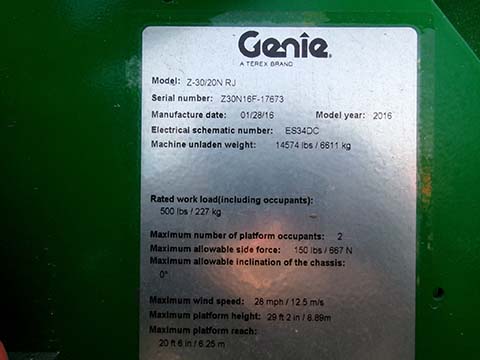 Genie
A TEREX BRAND
Model: Z-30/20N RJ
Serial number: Z30N16F-17673
Manufacture date: 01/28/16 Model year: 2016
Electrical schematic number: ES34DC
Machine unladen weight: 14574 lbs / 6611 kg
Rated work load(including occupants):
500 lbs / 227 kg
Maximum number of platform occupants: 2
Maximum allowable side force: 150 lbs / 667 N
Maximum allowable inclination of the chassis:
0°
Maximum wind speed: 28 mph / 12.5 m/s
Maximum platform height: 29 ft 2 in / 8.89m
Maximum platform reach:
20 ft 6 in / 6.25 m